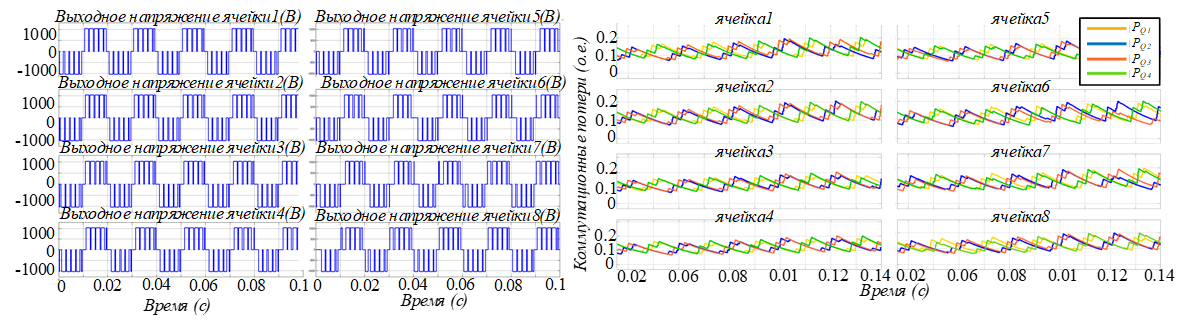 Выходное напряжение ячейки1(В)
1000
0
-1000
Выходное напряжение ячейки2(В)
1000
0
-1000
Выходное напряжение ячейки3(В)
1000
0
-1000
Выходное напряжение ячейки4(В)
1000
0
-1000
0 0.02 0.04 0.06 0.08 0.1
Время (с)
Выходное напряжение ячейки5(В)
Выходное напряжение ячейки6(В)
Выходное напряжение ячейки7(В)
Выходное напряжение ячейки8(В)
0 0.02 0.04 0.06 0.08 0.1
Время (с)
Коммутационные потери (о.е.)
ячейка1
0.2
0.1
0
ячейка2
0.2
0.1
0
ячейка3
0.2
0.1
0
ячейка4
0.2
0.1
0
0.02 0.06 0.08 0.01 0.12 0.14
ячейка5
ячейка6
ячейка7
ячейка8
0.02 0.06 0.08 0.01 0.12 0.14
Время (с)
PQ1
PQ2
PQ3
PQ4